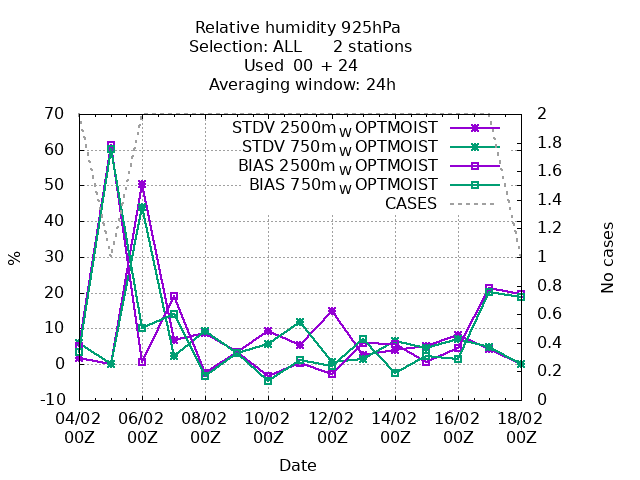 Relative humidity 925hPa
Selection: ALL 2 stations
Used 00 + 24
Averaging window: 24h
STDV 2500m_W OPTMOIST
STDV 750m_W OPTMOIST
BIAS 2500m_W OPTMOIST
BIAS 750m_W OPTMOIST
CASES
70
60
50
40
30
20
10
0
-10
%
2
1.8
1.6
1.4
1.2
1
0.8
0.6
0.4
0.2
0
No cases
04/02 06/02 08/02 10/02 12/02 14/02 16/02 18/02
00Z 00Z 00Z 00Z 00Z 00Z 00Z 00Z
Date